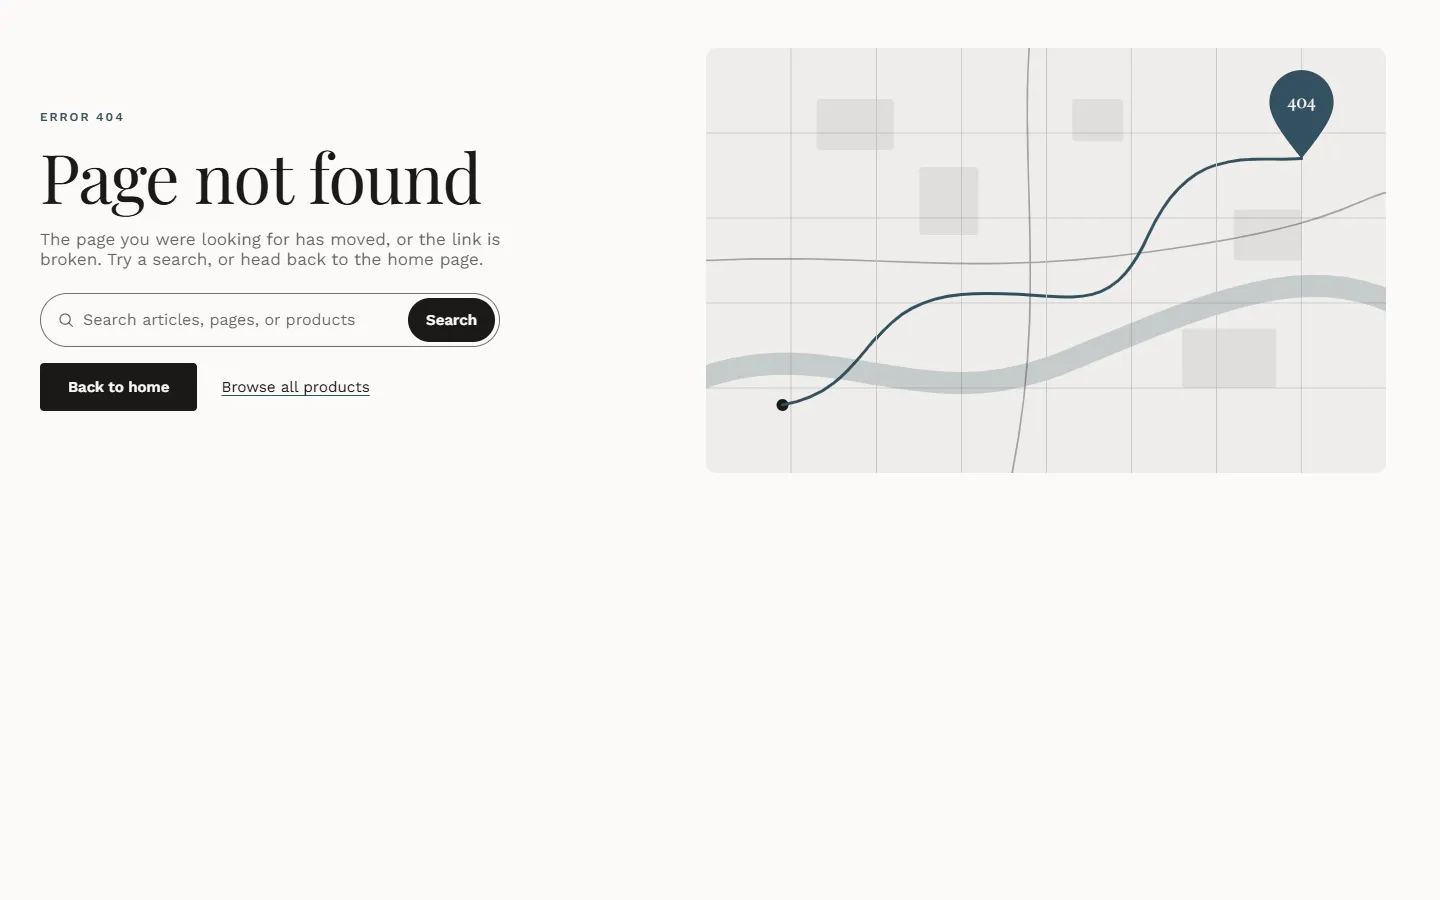 ERROR 404
Page not found
The page you were looking for has moved, or the link is
broken. Try a search, or head back to the home page.
Search articles, pages, or products
Search
Back to home
Browse all products
404